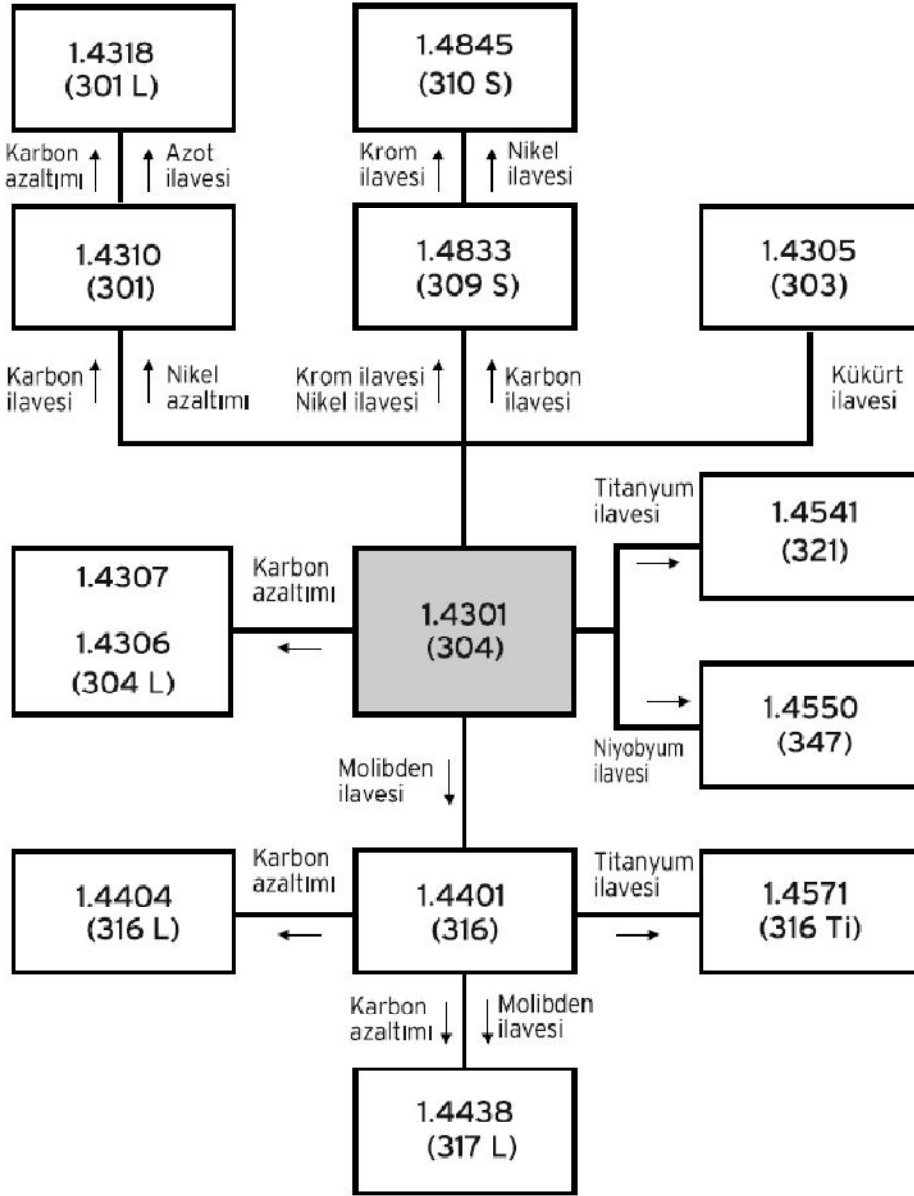 1.4318
(301 L)
1.4845
(310 S)
Karbon
azaltımı
Azot
ilavesi
Krom
ilavesi
Nikel
ilavesi
1.4310
(301)
1.4833
(309 S)
1.4305
(303)
Karbon
ilavesi
Nikel
azaltımı
Krom ilavesi
Nikel ilavesi
Karbon
ilavesi
Kükürt
ilavesi
Titanyum
ilavesi
1.4541
(321)
1.4307
1.4306
(304 L)
Karbon
azaltımı
1.4301
(304)
1.4550
(347)
Niyobyum
ilavesi
Molibden
ilavesi
1.4404
(316 L)
Karbon
azaltımı
1.4401
(316)
Titanyum
ilavesi
1.4571
(316 Ti)
Karbon
azaltımı
Molibden
ilavesi
1.4438
(317 L)